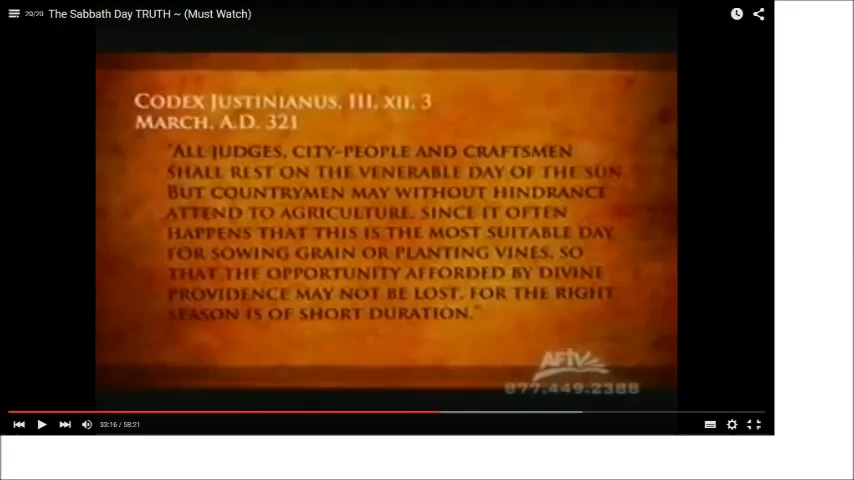 20/20 The Sabbath Day TRUTH ~ (Must Watch)
CODEX JUSTINIANUS, III, XII, 3
MARCH, A.D. 321
"ALL JUDGES, CITY-PEOPLE AND CRAFTSMEN
SHALL REST ON THE VENERABLE DAY OF THE SUN
BUT COUNTRYMEN MAY WITHOUT HINDRANCE
ATTEND TO AGRICULTURE, SINCE IT OFTEN
HAPPENS THAT THIS IS THE MOST SUITABLE DAY
FOR SOWING GRAIN OR PLANTING VINES, SO
THAT THE OPPORTUNITY AFFORDED BY DIVINE
PROVIDENCE MAY NOT BE LOST, FOR THE RIGHT
SEASON IS OF SHORT DURATION."
AFTV
877.449.2388
33:16 / 58:21